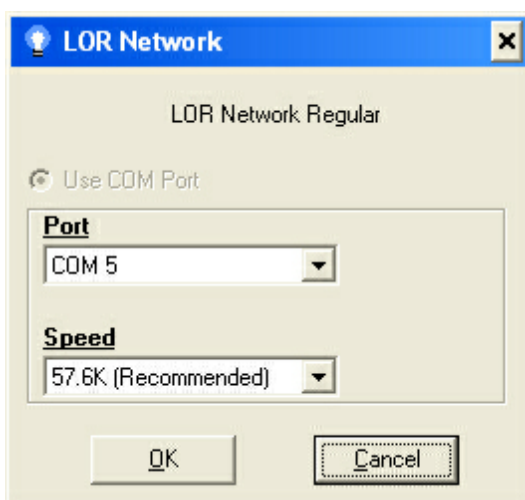 LOR Network
LOR Network Regular
Use COM Port
Port
COM 5
Speed
57.6K (Recommended)
OK
Cancel